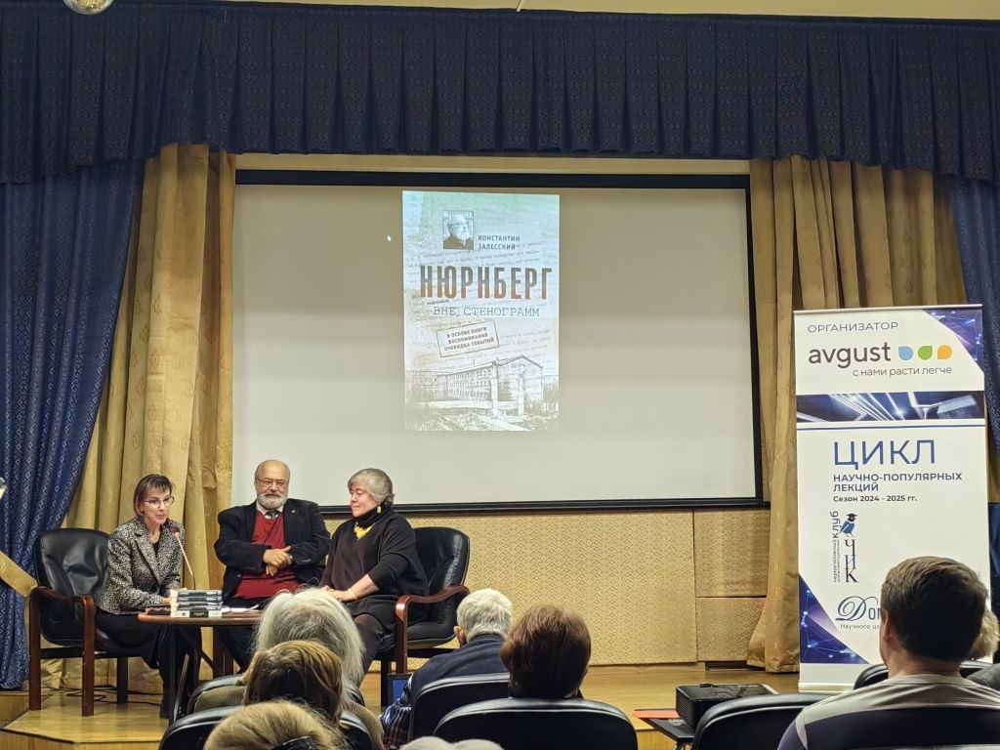 КОНСТАНТИН
ЗАЛЕССКИЙ
НЮРНБЕРГ
ВНЕ СТЕНОГРАММ
В ОСНОВЕ КНИГИ
ВОСПОМИНАНИЯ
ОЧЕВИДЦА СОБЫТИЙ
ОРГАНИЗАТОР
avgust
с нами расти легче
ЦИКЛ
НАУЧНО-ПОПУЛЯРНЫХ
ЛЕКЦИЙ
Сезон 2024 - 2025 гг.
клуб
ЧИК
Научного